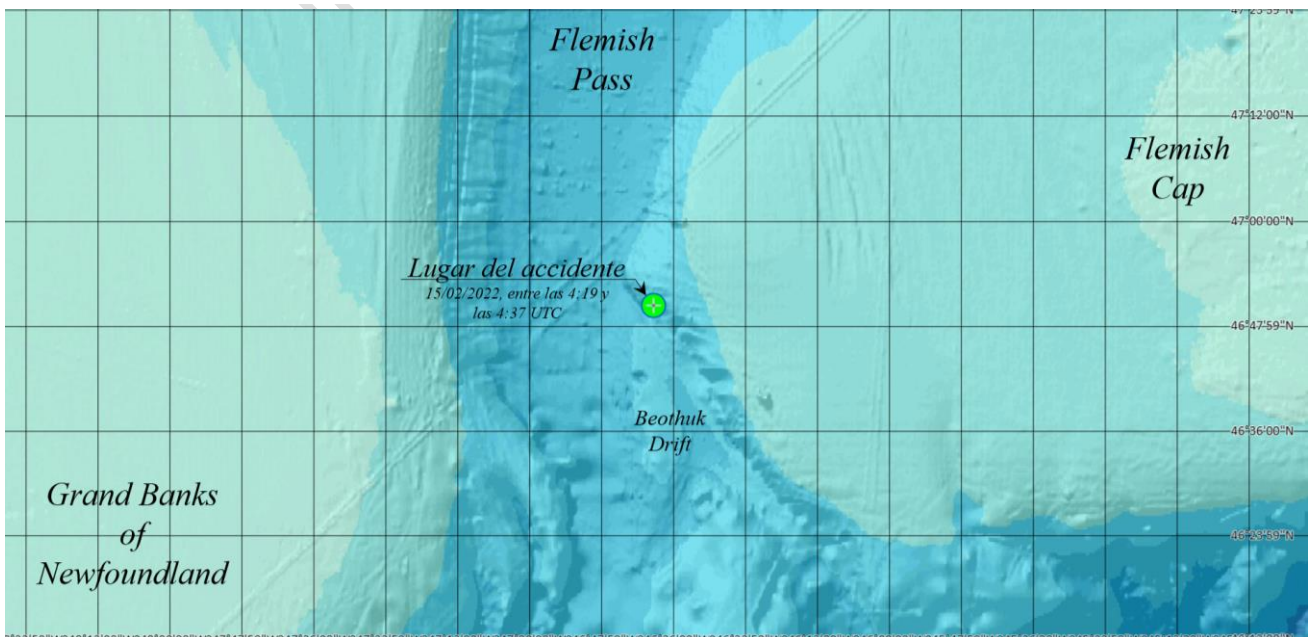 Flemish
Pass
47°12'00"N
Flemish
Cap
47°00'00"N
Lugar del accidente
15/02/2022, entre las 4:19 y
las 4:37 UTC
46°47'59"N
Beothuk
Drift
46°36'00"N
Grand Banks
of
Newfoundland
46°23'59"N